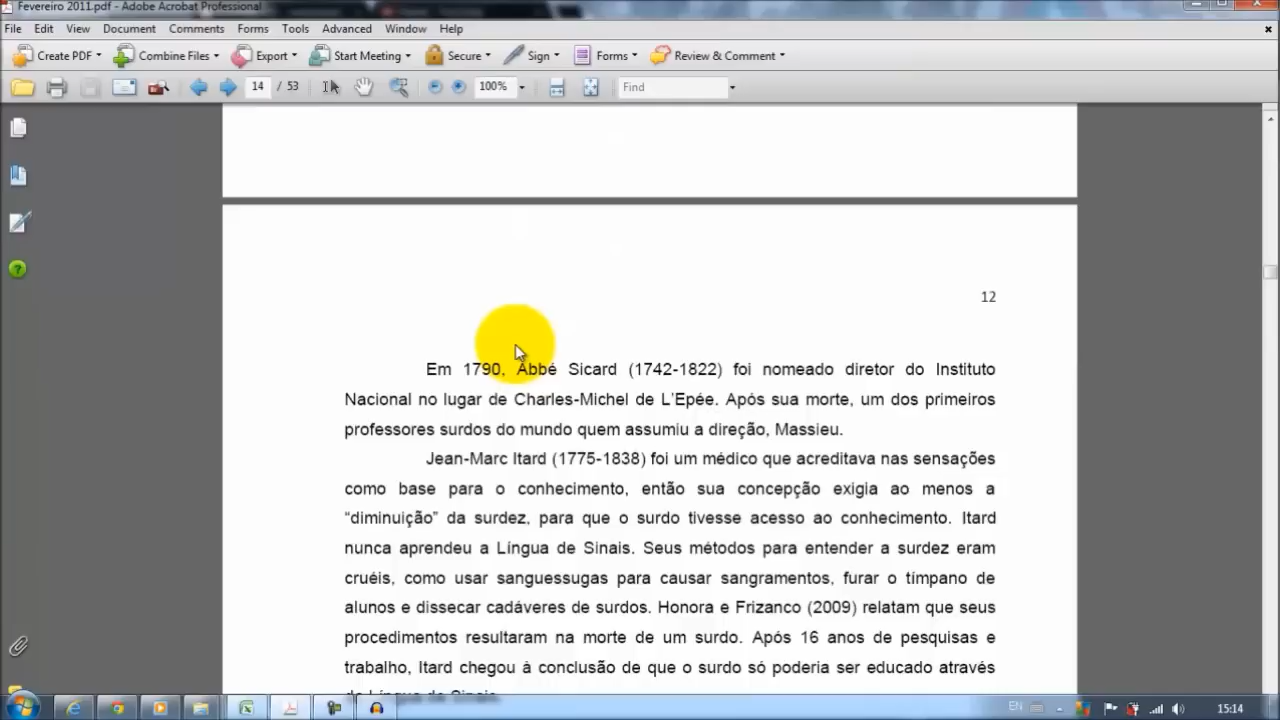 Fevereiro 2011.pdf - Adobe Acrobat Professional
File Edit View Document Comments Forms Tools Advanced Window Help
Create PDF Combine Files Export Start Meeting Secure Sign Forms Review & Comment
14 / 53 100% Find
12
Em 1790, Abbé Sicard (1742-1822) foi nomeado diretor do Instituto
Nacional no lugar de Charles-Michel de L’Epée. Após sua morte, um dos primeiros
professores surdos do mundo quem assumiu a direção, Massieu.
Jean-Marc Itard (1775-1838) foi um médico que acreditava nas sensações
como base para o conhecimento, então sua concepção exigia ao menos a
“diminuição” da surdez, para que o surdo tivesse acesso ao conhecimento. Itard
nunca aprendeu a Língua de Sinais. Seus métodos para entender a surdez eram
cruéis, como usar sanguessugas para causar sangramentos, furar o tímpano de
alunos e dissecar cadáveres de surdos. Honora e Frizanco (2009) relatam que seus
procedimentos resultaram na morte de um surdo. Após 16 anos de pesquisas e
trabalho, Itard chegou à conclusão de que o surdo só poderia ser educado através
da Língua de Sinais.
EN 15:14